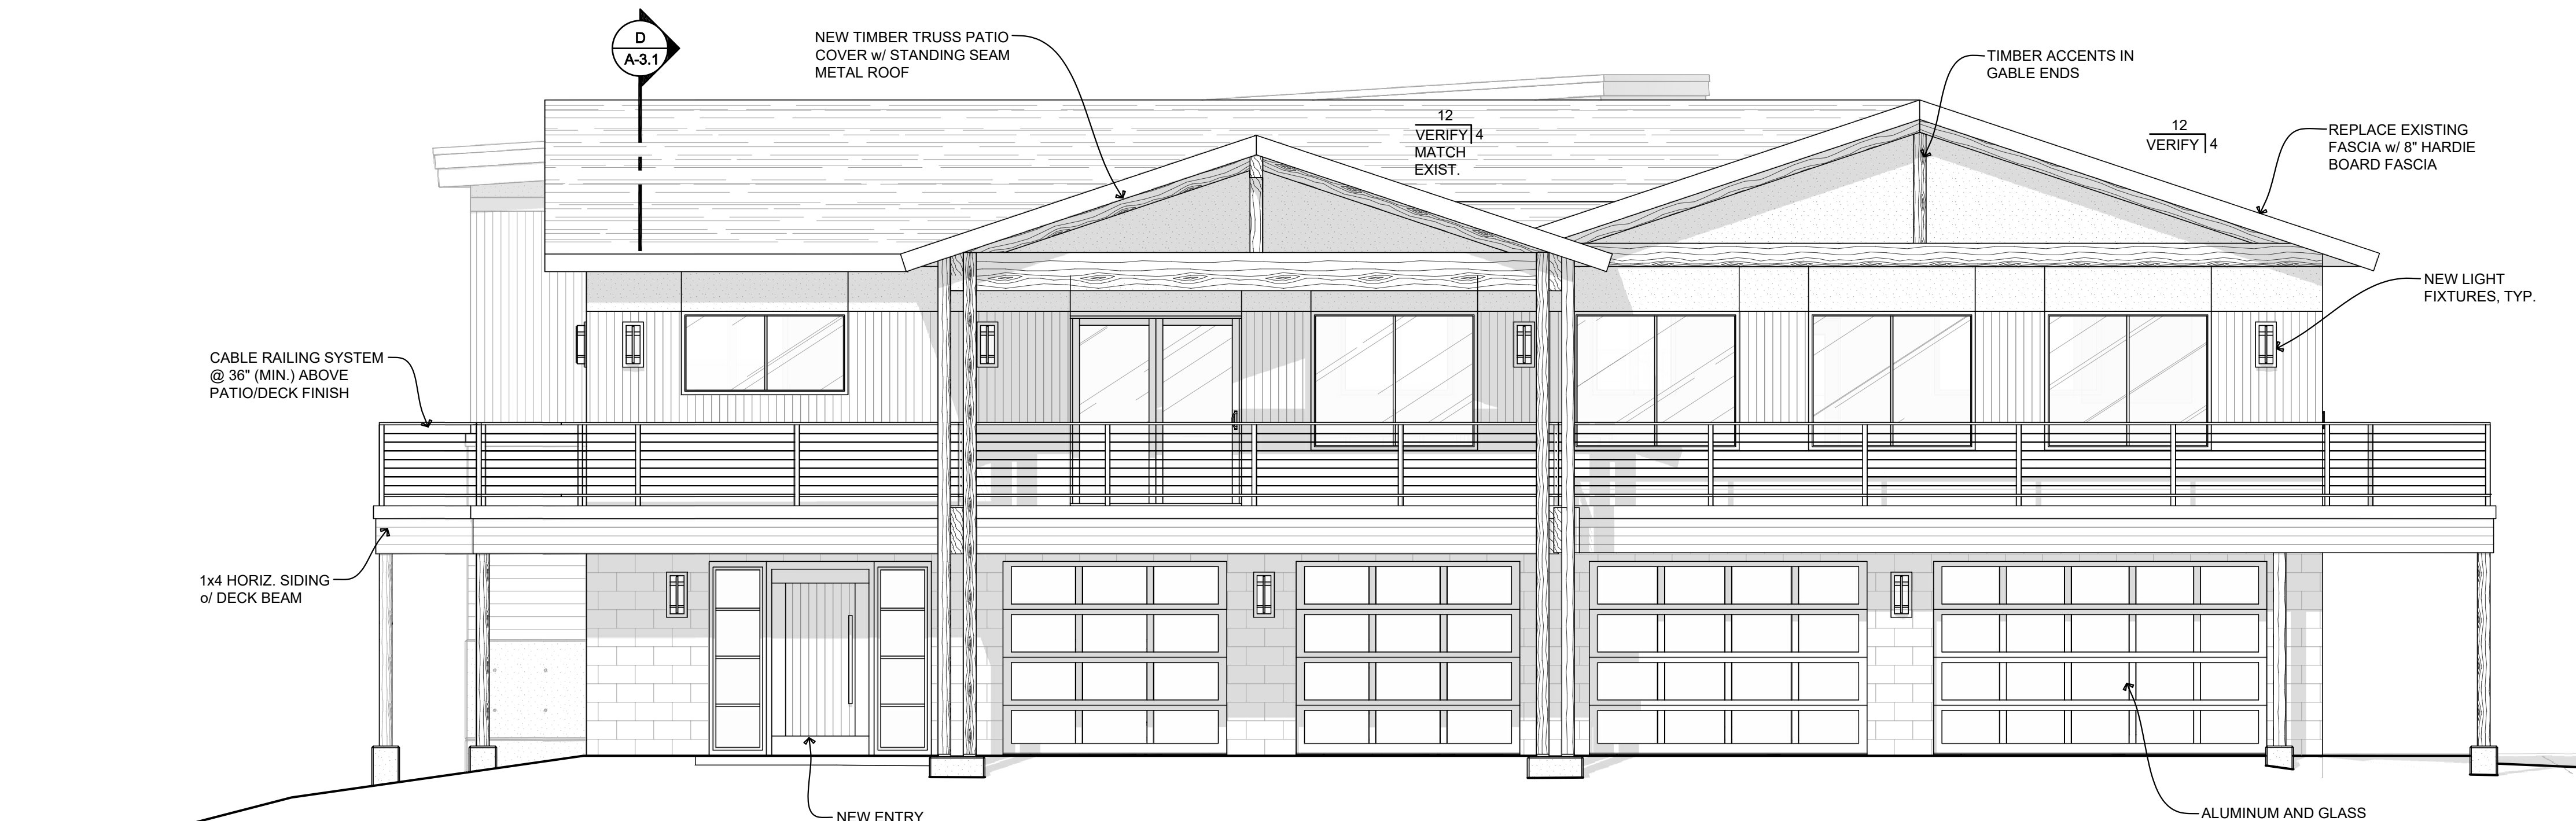 D
A-3.1
NEW TIMBER TRUSS PATIO
COVER w/ STANDING SEAM
METAL ROOF
TIMBER ACCENTS IN
GABLE ENDS
12
VERIFY 4
MATCH
EXIST.
12
VERIFY 4
REPLACE EXISTING
FASCIA w/ 8" HARDIE
BOARD FASCIA
NEW LIGHT
FIXTURES, TYP.
CABLE RAILING SYSTEM
@ 36" (MIN.) ABOVE
PATIO/DECK FINISH
1x4 HORIZ. SIDING
o/ DECK BEAM
NEW ENTRY
ALUMINUM AND GLASS